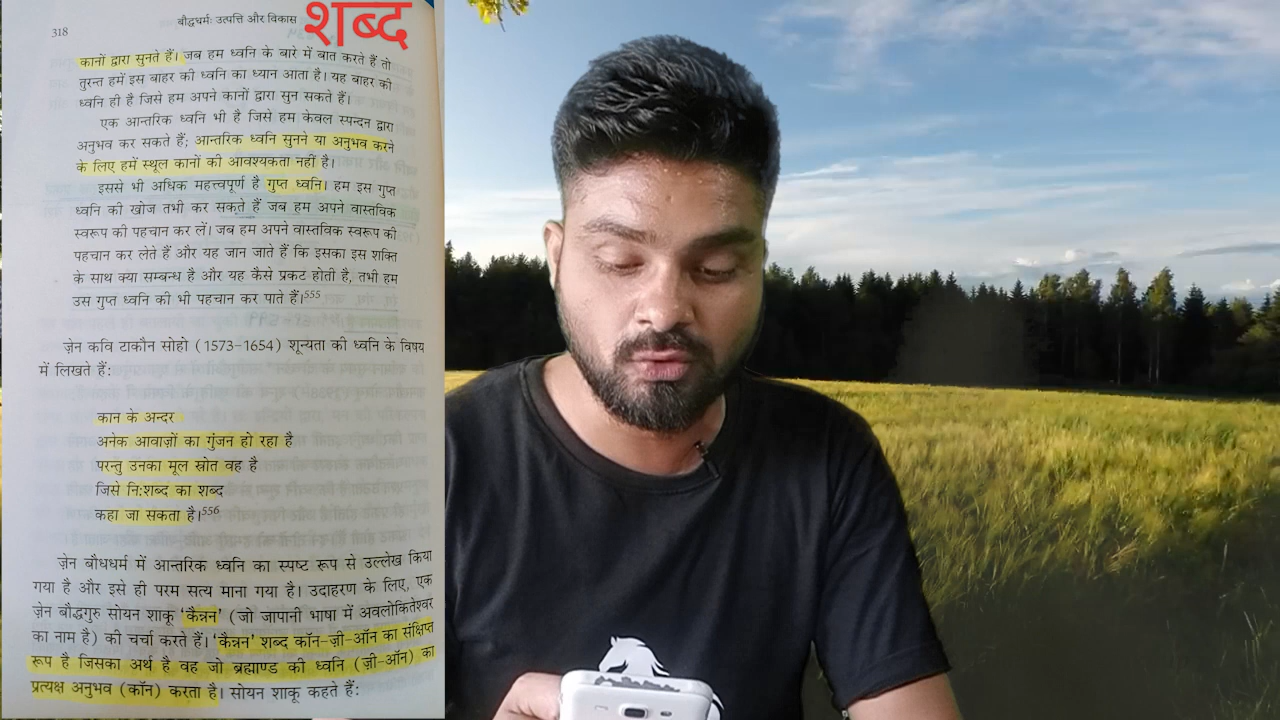 318
बौद्धधर्मः उत्पत्ति और विकास
शब्द
कानों द्वारा सुनते हैं। जब हम ध्वनि के बारे में बात करते हैं तो
तुरन्त हमें इस बाहर की ध्वनि का ध्यान आता है। यह बाहर की
ध्वनि ही है जिसे हम अपने कानों द्वारा सुन सकते हैं।
एक आन्तरिक ध्वनि भी है जिसे हम केवल स्पन्दन द्वारा
अनुभव कर सकते हैं; आन्तरिक ध्वनि सुनने या अनुभव करने
के लिए हमें स्थूल कानों की आवश्यकता नहीं है।
इससे भी अधिक महत्त्वपूर्ण है गुप्त ध्वनि। हम इस गुप्त
ध्वनि की खोज तभी कर सकते हैं जब हम अपने वास्तविक
स्वरूप की पहचान कर लें। जब हम अपने वास्तविक स्वरूप की
पहचान कर लेते हैं और यह जान जाते हैं कि इसका इस शक्ति
के साथ क्या सम्बन्ध है और यह कैसे प्रकट होती है, तभी हम
उस गुप्त ध्वनि की भी पहचान कर पाते हैं।555
ज़ेन कवि टाकौन सोहो (1573-1654) शून्यता की ध्वनि के विषय
में लिखते हैं:
कान के अन्दर
अनेक आवाज़ों का गुंजन हो रहा है
परन्तु उनका मूल स्रोत वह है
जिसे नि:शब्द का शब्द
कहा जा सकता है।556
ज़ेन बौधधर्म में आन्तरिक ध्वनि का स्पष्ट रूप से उल्लेख किया
गया है और इसे ही परम सत्य माना गया है। उदाहरण के लिए, एक
ज़ेन बौद्धगुरु सोयन शाकू 'कैन्नन' (जो जापानी भाषा में अवलोकितेश्वर
का नाम है) की चर्चा करते हैं। 'कैन्नन' शब्द कॉन-ज़ी-ऑन का संक्षिप्त
रूप है जिसका अर्थ है वह जो ब्रह्माण्ड की ध्वनि (ज़ी-ऑन) का
प्रत्यक्ष अनुभव (कॉन) करता है। सोयन शाकू कहते हैं: